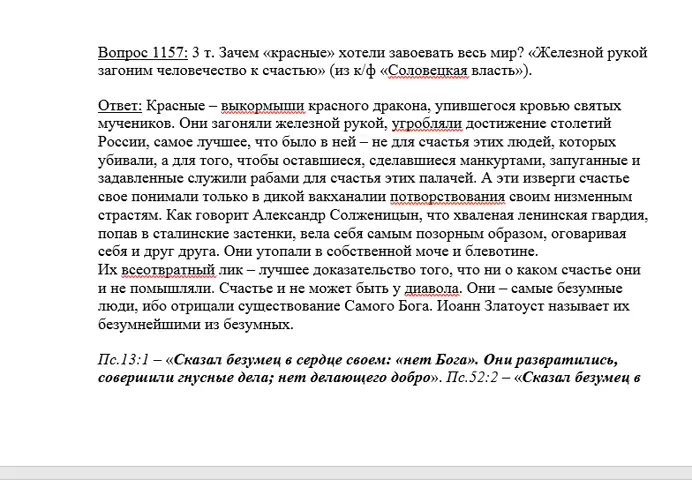 Вопрос 1157: 3 т. Зачем «красные» хотели завоевать весь мир? «Железной рукой
загоним человечество к счастью» (из к/ф «Соловецкая власть»).
Ответ: Красные – выкормыши красного дракона, упившегося кровью святых
мучеников. Они загоняли железной рукой, угробляли достижение столетий
России, самое лучшее, что было в ней – не для счастья этих людей, которых
убивали, а для того, чтобы оставшиеся, сделавшиеся манкуртами, запуганные и
задавленные служили рабами для счастья этих палачей. А эти изверги счастье
свое понимали только в дикой вакханалии потворствования своим низменным
страстям. Как говорит Александр Солженицын, что хваленая ленинская гвардия,
попав в сталинские застенки, вела себя самым позорным образом, оговаривая
себя и друг друга. Они утопали в собственной моче и блевотине.
Их всеотвратный лик – лучшее доказательство того, что ни о каком счастье они
и не помышляли. Счастье и не может быть у диавола. Они – самые безумные
люди, ибо отрицали существование Самого Бога. Иоанн Златоуст называет их
безумнейшими из безумных.
Пс.13:1 – «Сказал безумец в сердце своем: «нет Бога». Они развратились,
совершили гнусные дела; нет делающего добро». Пс.52:2 – «Сказал безумец в